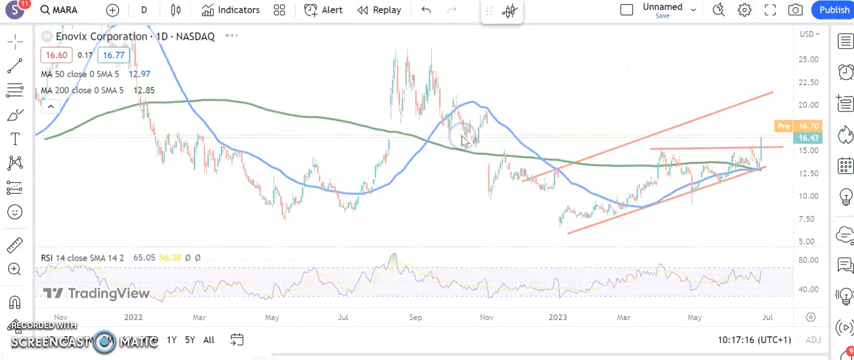 S 11 MARA D Indicators Alert Replay Unnamed Save Publish
Enovix Corporation · 1D · NASDAQ
USD
16.60 0.17 16.77
25.00
MA 50 close 0 SMA 5 12.97
22.50
MA 200 close 0 SMA 5 12.85
20.00
Pre 16.70
16.43
15.00
12.50
10.00
7.50
5.00
RSI 14 close SMA 14 2 65.05 56.38 Ø Ø
80.00
TradingView
40.00
Nov 2022 Mar May Jul Sep Nov 2023 Mar May Jul
RECORDED WITH
SCREENCAST MATIC
1Y 5Y All
10:17:16 (UTC+1) ADJ
9